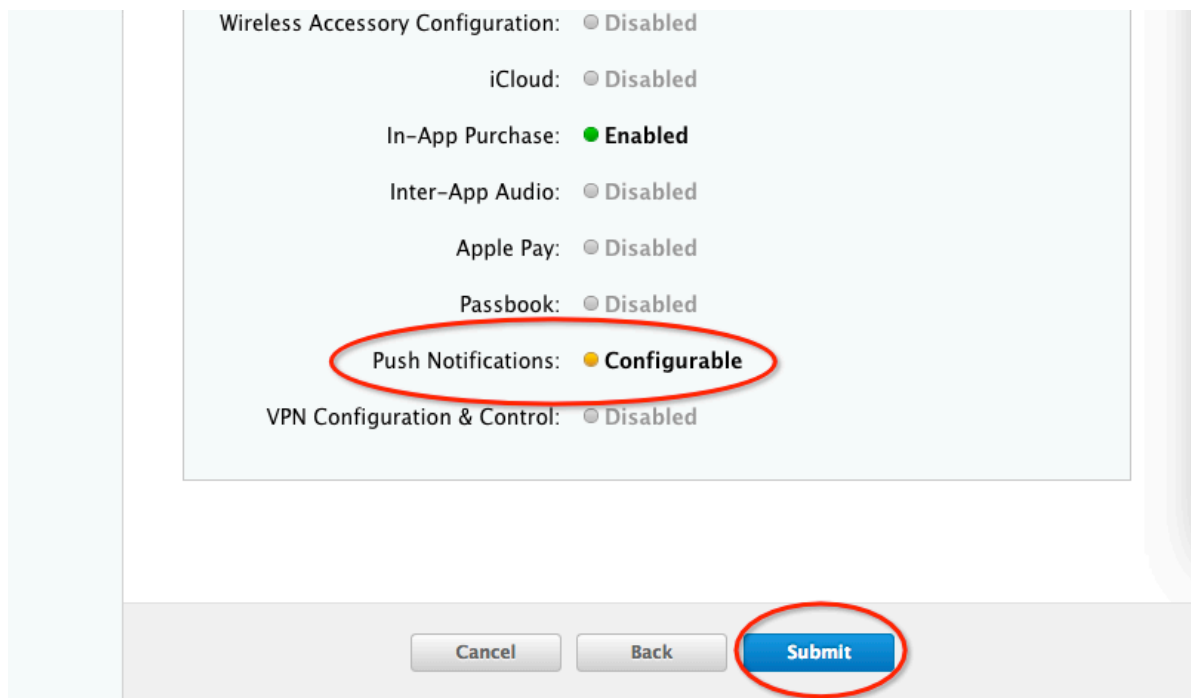 Wireless Accessory Configuration: Disabled
iCloud: Disabled
In-App Purchase: Enabled
Inter-App Audio: Disabled
Apple Pay: Disabled
Passbook: Disabled
Push Notifications: Configurable
VPN Configuration & Control: Disabled
Cancel Back Submit